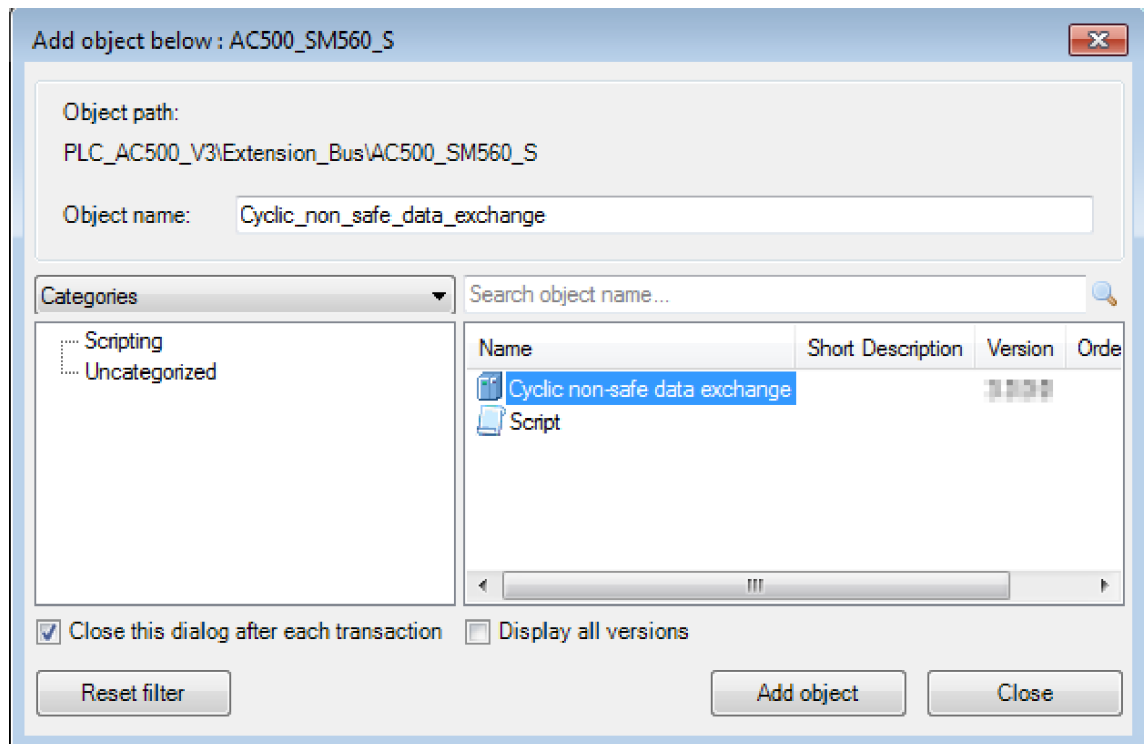 Add object below : AC500_SM560_S
Object path:
PLC_AC500_V3\Extension_Bus\AC500_SM560_S
Object name: Cyclic_non_safe_data_exchange
Categories
Search object name...
Scripting
Uncategorized
Name Short Description Version Orde
Cyclic non-safe data exchange
Script
Close this dialog after each transaction
Display all versions
Reset filter
Add object
Close